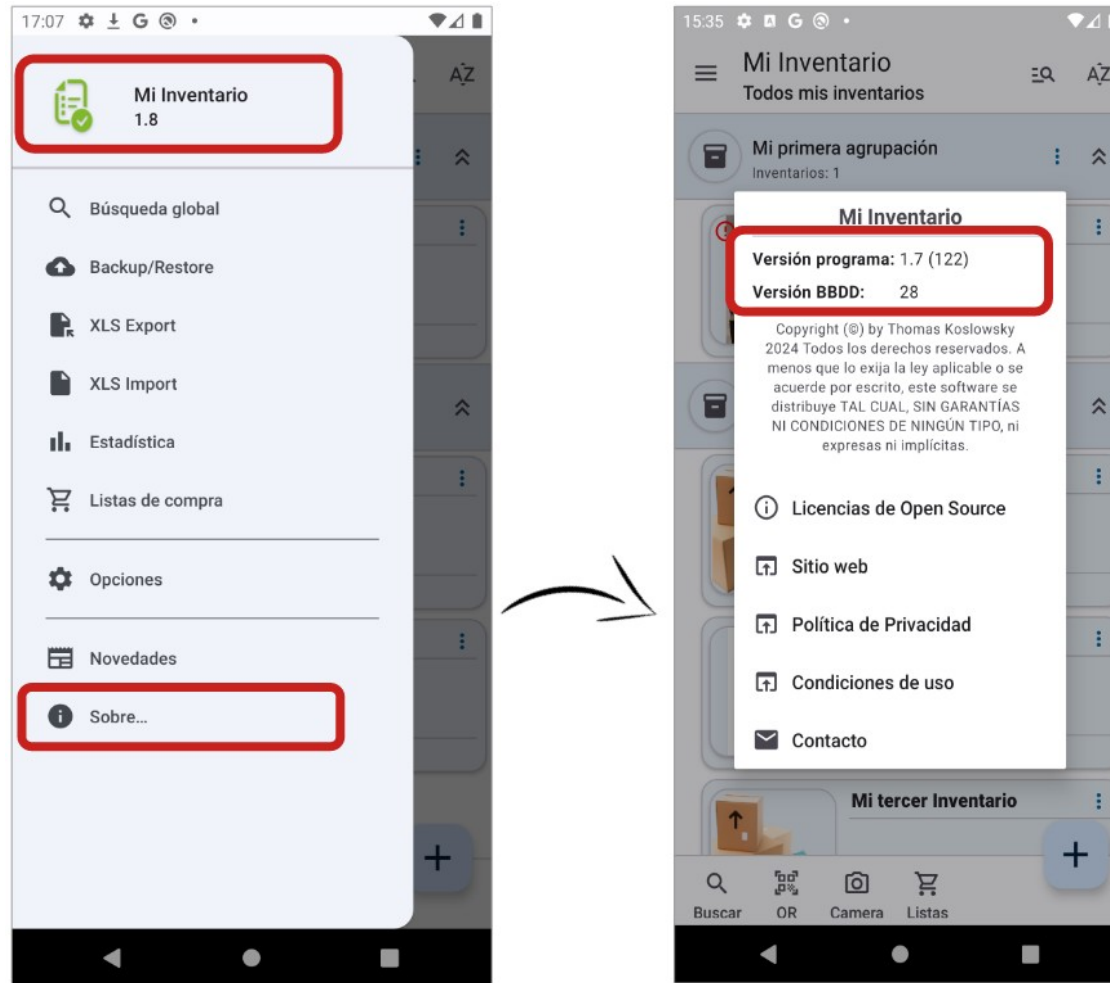 17:07
Mi Inventario
1.8
Búsqueda global
Backup/Restore
XLS Export
XLS Import
Estadística
Listas de compra
Opciones
Novedades
Sobre...
AZ
15:35
Mi Inventario
Todos mis inventarios
AZ
Mi primera agrupación
Inventarios: 1
Mi Inventario
Versión programa: 1.7 (122)
Versión BBDD: 28
Copyright (©) by Thomas Koslowsky
2024 Todos los derechos reservados. A
menos que lo exija la ley aplicable o se
acuerde por escrito, este software se
distribuye TAL CUAL, SIN GARANTÍAS
NI CONDICIONES DE NINGÚN TIPO, ni
expresas ni implícitas.
Licencias de Open Source
Sitio web
Política de Privacidad
Condiciones de uso
Contacto
Mi tercer Inventario
Buscar QR Camera Listas